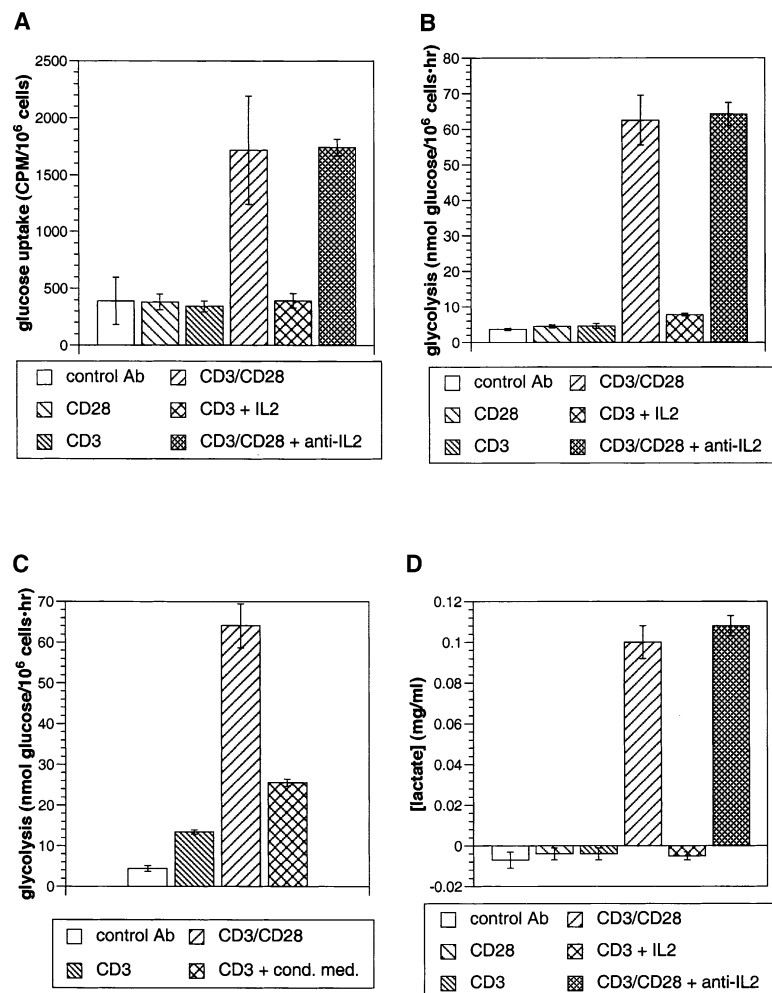 A
glucose uptake (CPM/10⁶ cells)
2500
2000
1500
1000
500
0
control Ab CD3/CD28
CD28 CD3 + IL2
CD3 CD3/CD28 + anti-IL2
B
glycolysis (nmol glucose/10⁶ cells·hr)
80
70
60
50
40
30
20
10
0
control Ab CD3/CD28
CD28 CD3 + IL2
CD3 CD3/CD28 + anti-IL2
C
glycolysis (nmol glucose/10⁶ cells·hr)
70
60
50
40
30
20
10
0
control Ab CD3/CD28
CD3 CD3 + cond. med.
D
[lactate] (mg/ml)
0.12
0.1
0.08
0.06
0.04
0.02
0
-0.02
control Ab CD3/CD28
CD28 CD3 + IL2
CD3 CD3/CD28 + anti-IL2